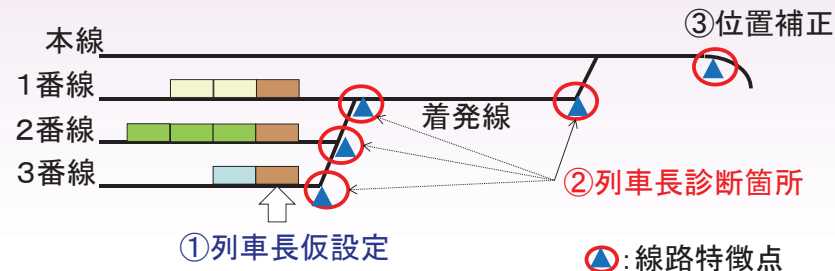 ③位置補正
本線
1番線
着発線
2番線
3番線
②列車長診断箇所
①列車長仮設定
:線路特徴点